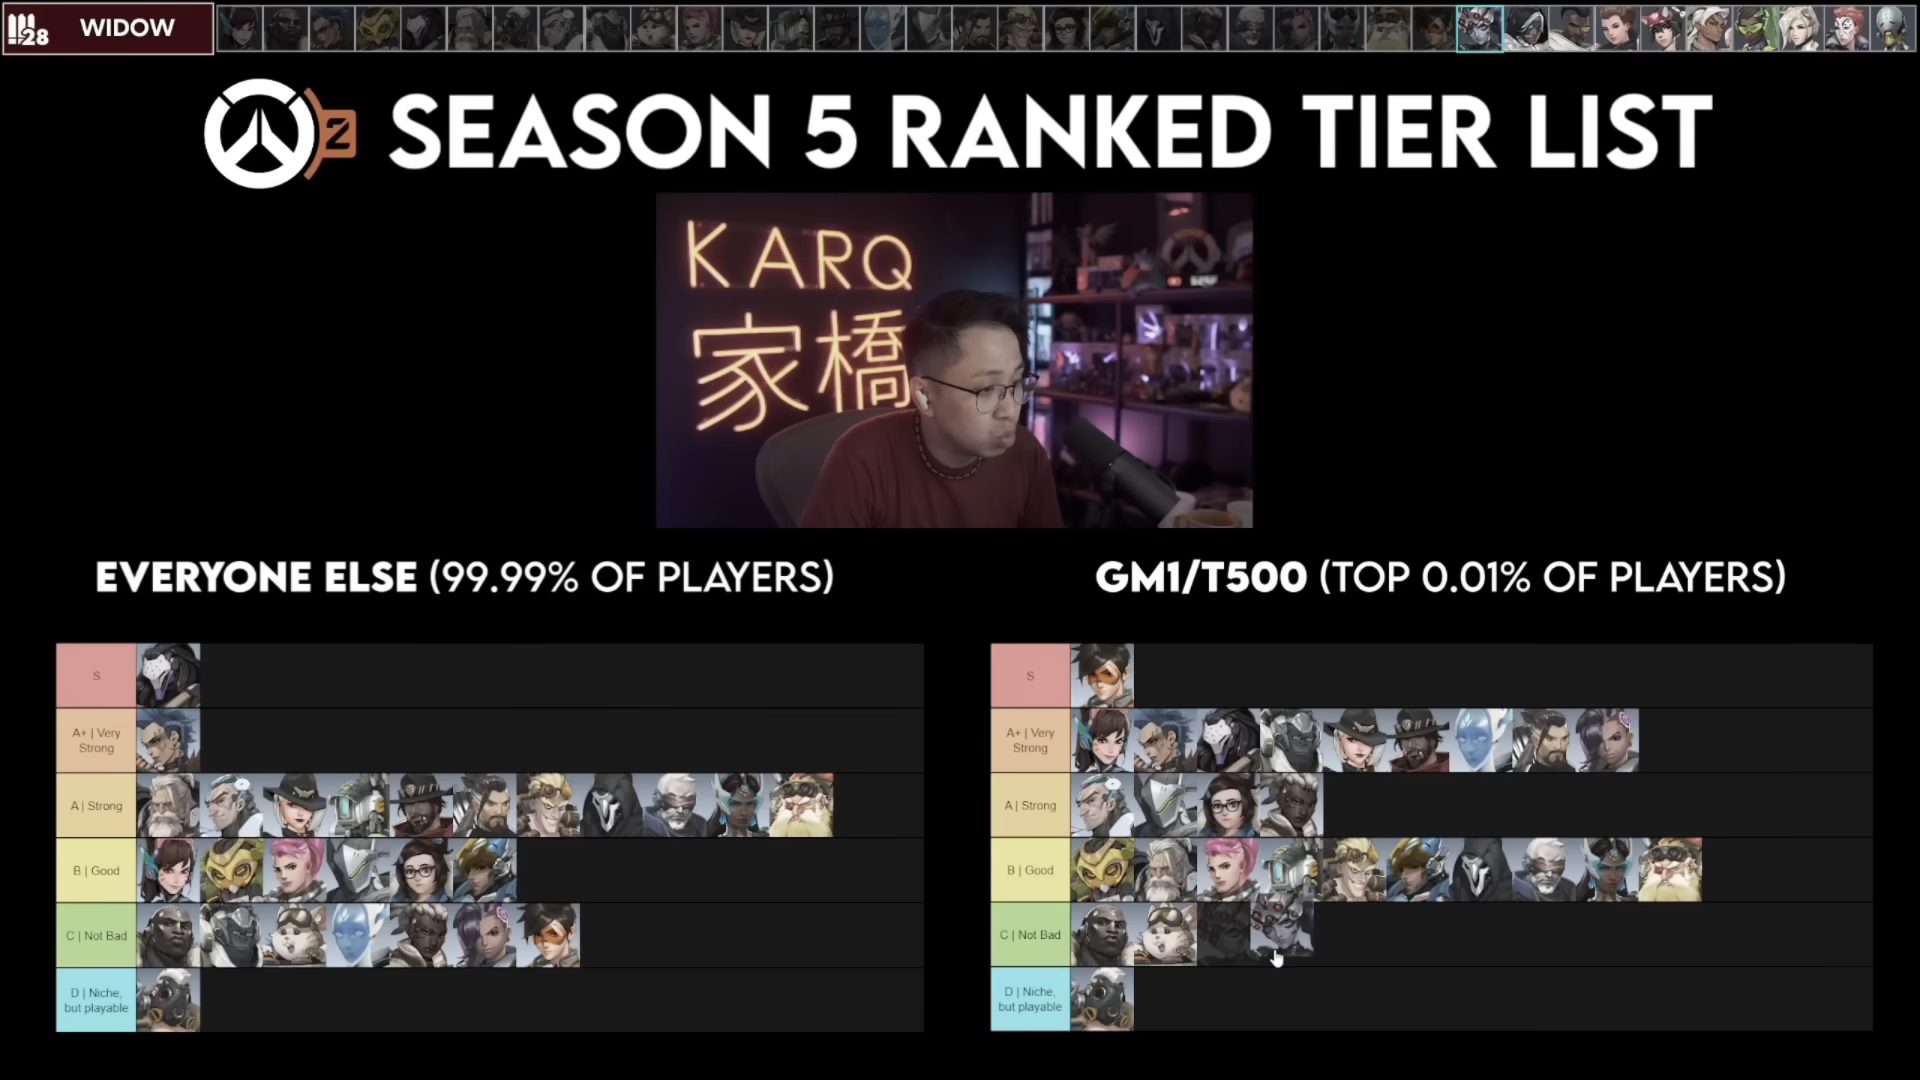 28 WIDOW
2 SEASON 5 RANKED TIER LIST
KARQ
家橋
EVERYONE ELSE (99.99% OF PLAYERS)
GM1/T500 (TOP 0.01% OF PLAYERS)
S
A+ | Very
Strong
A | Strong
B | Good
C | Not Bad
D | Niche,
but playable
S
A+ | Very
Strong
A | Strong
B | Good
C | Not Bad
D | Niche,
but playable